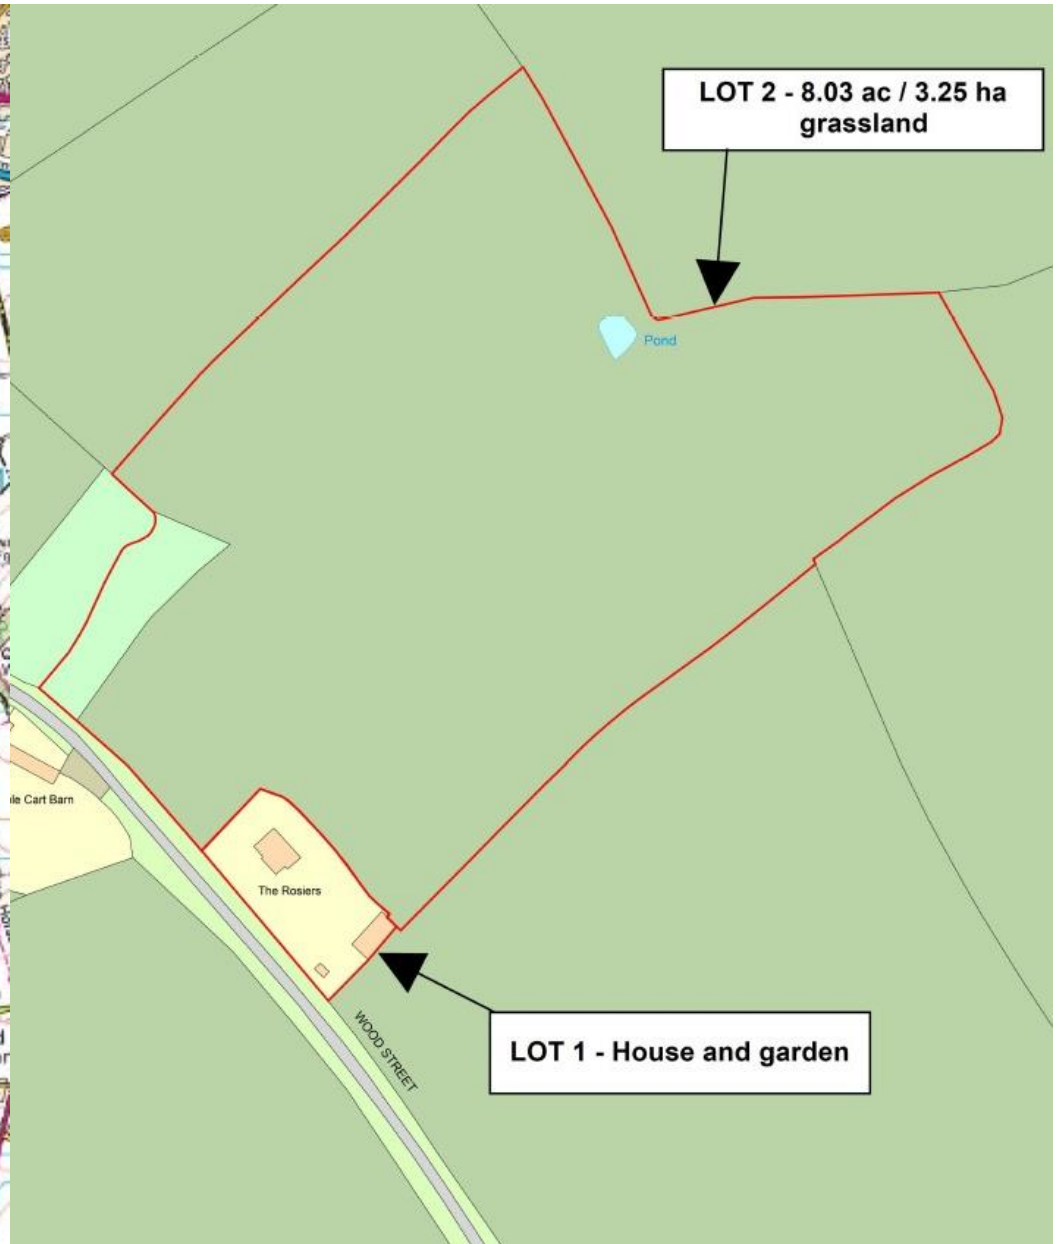 LOT 2 - 8.03 ac / 3.25 ha
grassland
Pond
le Cart Barn
The Rosiers
LOT 1 - House and garden
WOOD STREET